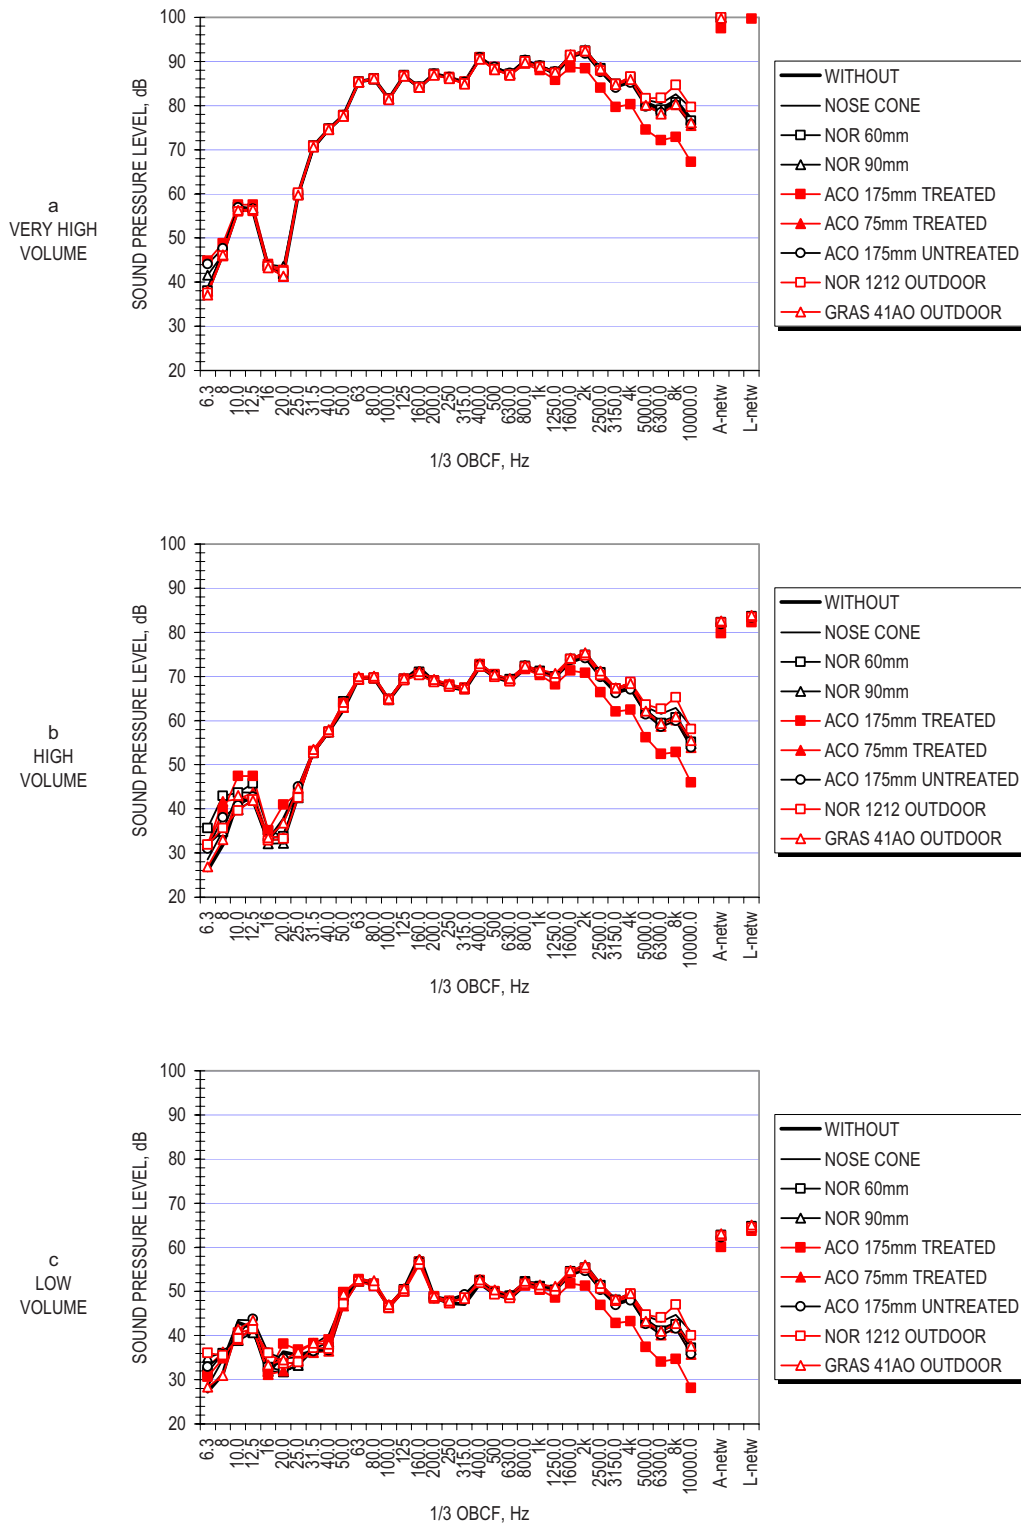 a
VERY HIGH
VOLUME
SOUND PRESSURE LEVEL, dB
100
90
80
70
60
50
40
30
20
6.3
8
10.0
12.5
16
20.0
25.0
31.5
40.0
50.0
63
80.0
100.0
125
160.0
200.0
250
315.0
400.0
500
630.0
800.0
1k
1250.0
1600.0
2k
2500.0
3150.0
4k
5000.0
6300.0
8k
10000.0
A-netw
L-netw
1/3 OBCF, Hz
WITHOUT
NOSE CONE
NOR 60mm
NOR 90mm
ACO 175mm TREATED
ACO 75mm TREATED
ACO 175mm UNTREATED
NOR 1212 OUTDOOR
GRAS 41AO OUTDOOR
b
HIGH
VOLUME
SOUND PRESSURE LEVEL, dB
100
90
80
70
60
50
40
30
20
6.3
8
10.0
12.5
16
20.0
25.0
31.5
40.0
50.0
63
80.0
100.0
125
160.0
200.0
250
315.0
400.0
500
630.0
800.0
1k
1250.0
1600.0
2k
2500.0
3150.0
4k
5000.0
6300.0
8k
10000.0
A-netw
L-netw
1/3 OBCF, Hz
WITHOUT
NOSE CONE
NOR 60mm
NOR 90mm
ACO 175mm TREATED
ACO 75mm TREATED
ACO 175mm UNTREATED
NOR 1212 OUTDOOR
GRAS 41AO OUTDOOR
c
LOW
VOLUME
SOUND PRESSURE LEVEL, dB
100
90
80
70
60
50
40
30
20
6.3
8
10.0
12.5
16
20.0
25.0
31.5
40.0
50.0
63
80.0
100.0
125
160.0
200.0
250
315.0
400.0
500
630.0
800.0
1k
1250.0
1600.0
2k
2500.0
3150.0
4k
5000.0
6300.0
8k
10000.0
A-netw
L-netw
1/3 OBCF, Hz
WITHOUT
NOSE CONE
NOR 60mm
NOR 90mm
ACO 175mm TREATED
ACO 75mm TREATED
ACO 175mm UNTREATED
NOR 1212 OUTDOOR
GRAS 41AO OUTDOOR